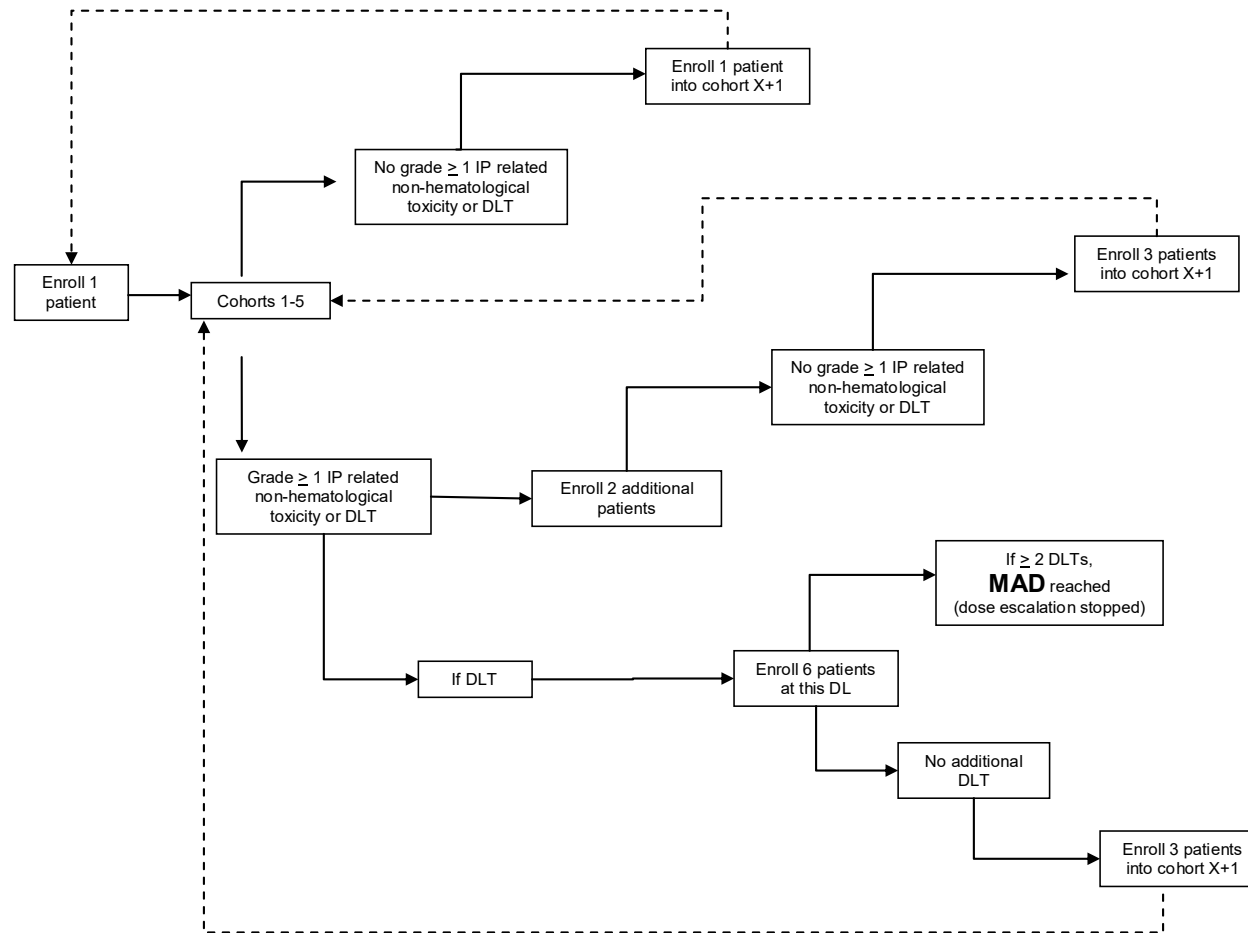 Enroll 1 patient
into cohort X+1
No grade ≥ 1 IP related
non-hematological
toxicity or DLT
Enroll 3 patients
into cohort X+1
Enroll 1
patient
Cohorts 1-5
No grade ≥ 1 IP related
non-hematological
toxicity or DLT
Grade ≥ 1 IP related
non-hematological
toxicity or DLT
Enroll 2 additional
patients
If ≥ 2 DLTs,
MAD reached
(dose escalation stopped)
If DLT
Enroll 6 patients
at this DL
No additional
DLT
Enroll 3 patients
into cohort X+1